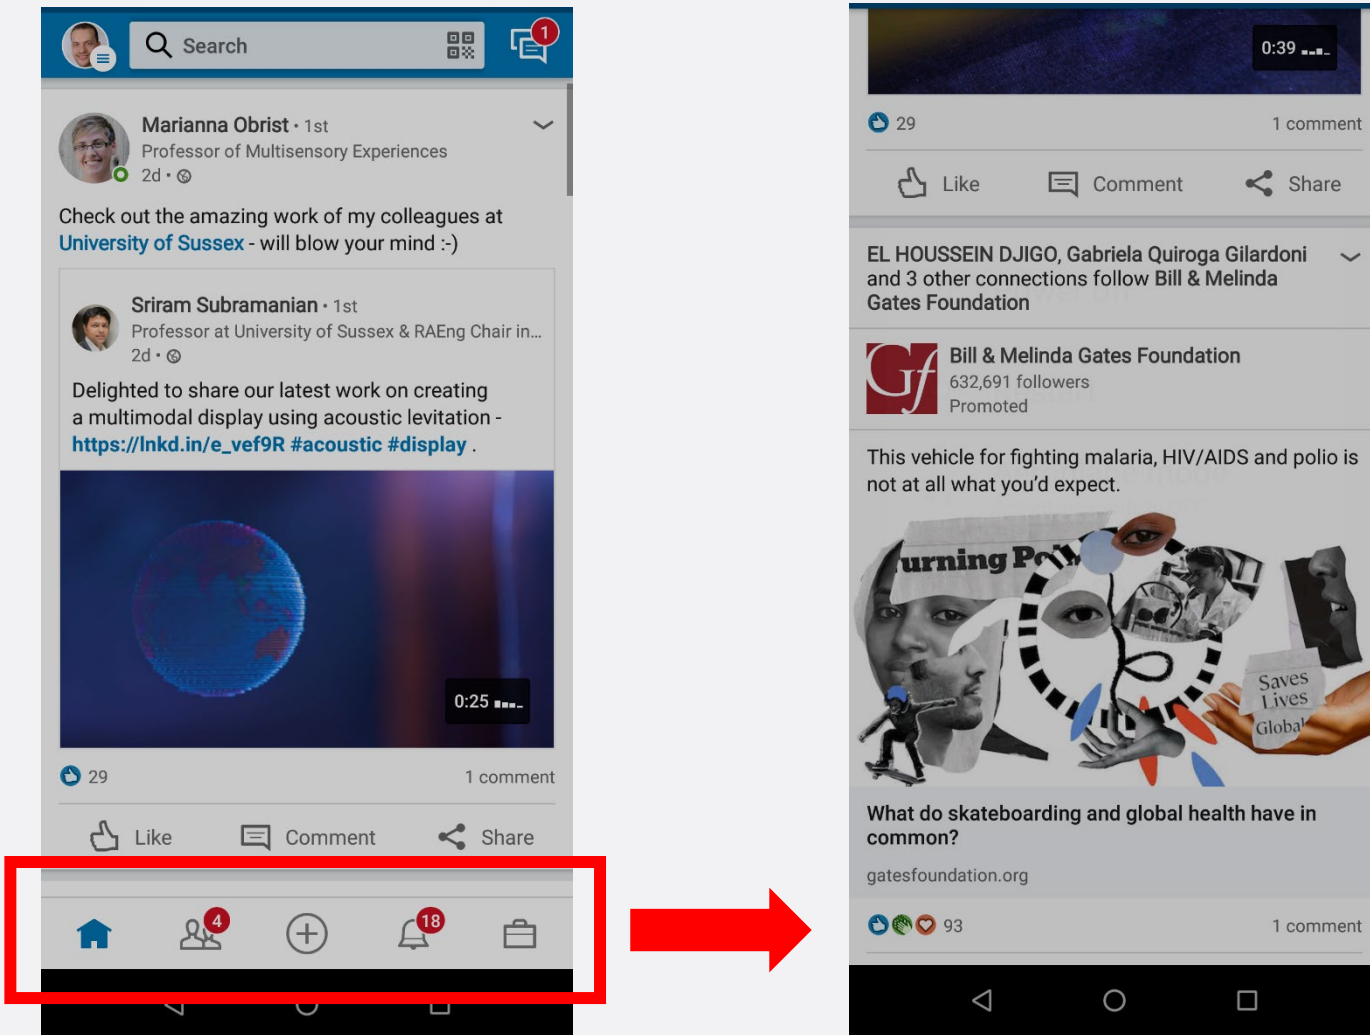 Search
1
Marianna Obrist • 1st
Professor of Multisensory Experiences
2d •
Check out the amazing work of my colleagues at
University of Sussex - will blow your mind :-)
Sriram Subramanian • 1st
Professor at University of Sussex & RAEng Chair in...
2d •
Delighted to share our latest work on creating
a multimodal display using acoustic levitation -
https://lnkd.in/e_vef9R #acoustic #display .
0:25
29
1 comment
Like
Comment
Share
4
18
0:39
29
1 comment
Like
Comment
Share
EL HOUSSEIN DJIGO, Gabriela Quiroga Gilardoni
and 3 other connections follow Bill & Melinda
Gates Foundation
Gf
Bill & Melinda Gates Foundation
632,691 followers
Promoted
This vehicle for fighting malaria, HIV/AIDS and polio is
not at all what you'd expect.
urning Po
Saves
Lives
Global
What do skateboarding and global health have in
common?
gatesfoundation.org
93
1 comment